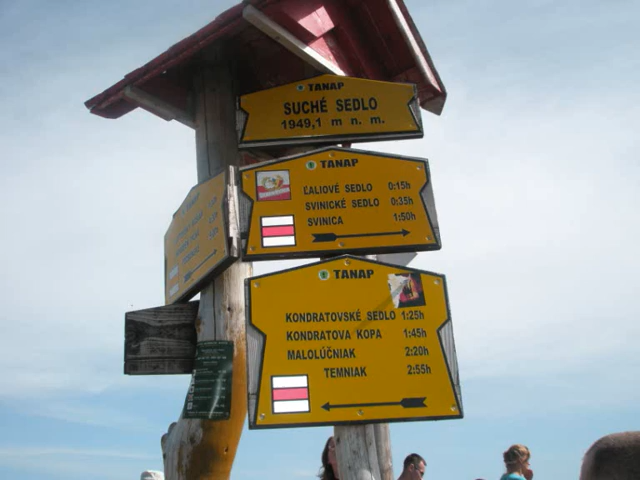 TANAP
SUCHÉ SEDLO
1949,1 m n. m.
TANAP
ĽALIOVÉ SEDLO 0:15h
SVINICKÉ SEDLO 0:35h
SVINICA 1:50h
TANAP
KONDRATOVSKÉ SEDLO 1:25h
KONDRATOVA KOPA 1:45h
MALOLÚČNIAK 2:20h
TEMNIAK 2:55h